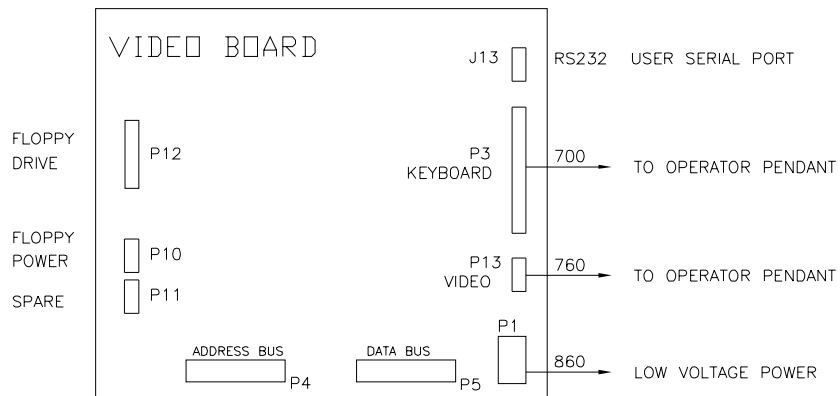 VIDEO BOARD
J13 RS232 USER SERIAL PORT
FLOPPY
DRIVE
P12
P3
KEYBOARD
700 TO OPERATOR PENDANT
FLOPPY
POWER
P10
SPARE
P11
P13
VIDEO
760 TO OPERATOR PENDANT
P1
ADDRESS BUS
P4
DATA BUS
P5
860 LOW VOLTAGE POWER